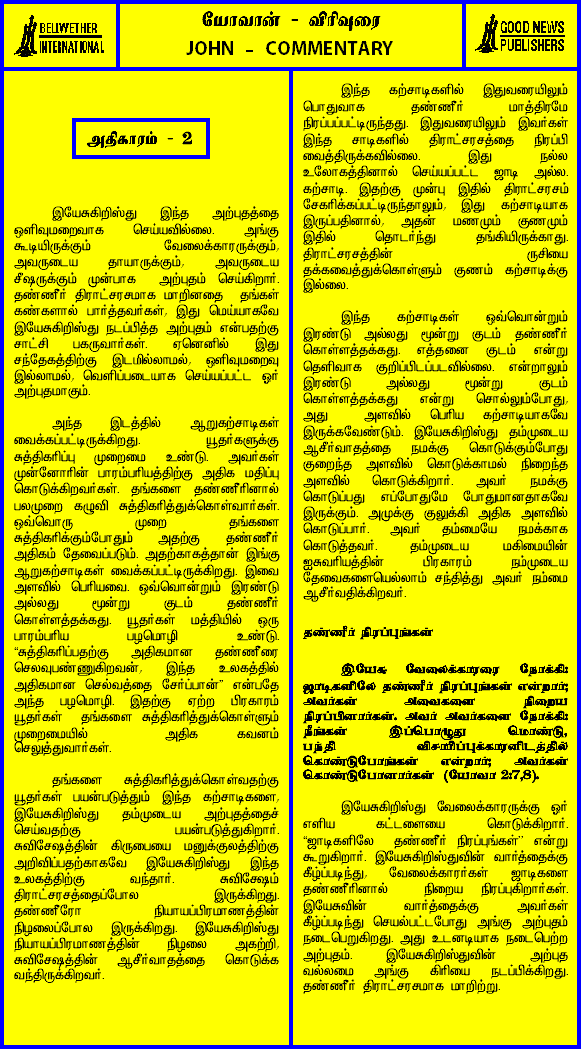 BELWETHER
INTERNATIONAL
யோவான் - விரிவுரை
JOHN - COMMENTARY
GOOD NEWS
PUBLISHERS
அதிகாரம் - 2
இயேசுகிறிஸ்து இந்த அற்புதத்தை
ஒளிவுமறைவாக செய்யவில்லை. அங்கு
கூடியிருக்கும் வேலைக்காரருக்கும்,
அவருடைய தாயாருக்கும், அவருடைய
சீஷருக்கும் முன்பாக அற்புதம் செய்கிறார்.
தண்ணீர் திராட்சரசமாக மாறினதை தங்கள்
கண்களால் பார்த்தவர்கள், இது மெய்யாகவே
இயேசுகிறிஸ்து நடப்பித்த அற்புதம் என்பதற்கு
சாட்சி பகருவார்கள். ஏனெனில் இது
சந்தேகத்திற்கு இடமில்லாமல், ஒளிவுமறைவு
இல்லாமல், வெளிப்படையாக செய்யப்பட்ட ஓர்
அற்புதமாகும்.
அந்த இடத்தில் ஆறுகற்சாடிகள்
வைக்கப்பட்டிருக்கிறது. யூதர்களுக்கு
சுத்திகரிப்பு முறைமை உண்டு. அவர்கள்
முன்னோரின் பாரம்பரியத்திற்கு அதிக மதிப்பு
கொடுக்கிறவர்கள். தங்களை தண்ணீரினால்
பலமுறை கழுவி சுத்திகரித்துக்கொள்வார்கள்.
ஒவ்வொரு முறை தங்களை
சுத்திகரிக்கும்போதும் அதற்கு தண்ணீர்
அதிகம் தேவைப்படும். அதற்காகத்தான் இங்கு
ஆறுகற்சாடிகள் வைக்கப்பட்டிருக்கிறது. இவை
அளவில் பெரியவை. ஒவ்வொன்றும் இரண்டு
அல்லது மூன்று குடம் தண்ணீர்
கொள்ளத்தக்கது. யூதர்கள் மத்தியில் ஒரு
பாரம்பரிய பழமொழி உண்டு.
“சுத்திகரிப்பதற்கு அதிகமான தண்ணீரை
செலவுபண்ணுகிறவன், இந்த உலகத்தில்
அதிகமான செல்வத்தை சேர்ப்பான்” என்பதே
அந்த பழமொழி. இதற்கு ஏற்ற பிரகாரம்
யூதர்கள் தங்களை சுத்திகரித்துக்கொள்ளும்
முறைமையில் அதிக கவனம்
செலுத்துவார்கள்.
தங்களை சுத்திகரித்துக்கொள்வதற்கு
யூதர்கள் பயன்படுத்தும் இந்த கற்சாடிகளை,
இயேசுகிறிஸ்து தம்முடைய அற்புதத்தைச்
செய்வதற்கு பயன்படுத்துகிறார்.
சுவிசேஷத்தின் கிருபையை மனுக்குலத்திற்கு
அறிவிப்பதற்காகவே இயேசுகிறிஸ்து இந்த
உலகத்திற்கு வந்தார். சுவிசேஷம்
திராட்சரசத்தைப்போல இருக்கிறது.
தண்ணீரோ நியாயப்பிரமாணத்தின்
நிழலைப்போல இருக்கிறது. இயேசுகிறிஸ்து
நியாயப்பிரமாணத்தின் நிழலை அகற்றி,
சுவிசேஷத்தின் ஆசீர்வாதத்தை கொடுக்க
வந்திருக்கிறவர்.
இந்த கற்சாடிகளில் இதுவரையிலும்
பொதுவாக தண்ணீர் மாத்திரமே
நிரப்பப்பட்டிருந்தது. இதுவரையிலும் இவர்கள்
இந்த சாடிகளில் திராட்சரசத்தை நிரப்பி
வைத்திருக்கவில்லை. இது நல்ல
உலோகத்தினால் செய்யப்பட்ட ஜாடி அல்ல.
கற்சாடி. இதற்கு முன்பு இதில் திராட்சரசம்
சேகரிக்கப்பட்டிருந்தாலும், இது கற்சாடியாக
இருப்பதினால், அதன் மணமும் குணமும்
இதில் தொடர்ந்து தங்கியிருக்காது.
திராட்சரசத்தின் ருசியை
தக்கவைத்துக்கொள்ளும் குணம் கற்சாடிக்கு
இல்லை.
இந்த கற்சாடிகள் ஒவ்வொன்றும்
இரண்டு அல்லது மூன்று குடம் தண்ணீர்
கொள்ளத்தக்கது. எத்தனை குடம் என்று
தெளிவாக குறிப்பிடப்படவில்லை. என்றாலும்
இரண்டு அல்லது மூன்று குடம்
கொள்ளத்தக்கது என்று சொல்லும்போது,
அது அளவில் பெரிய கற்சாடியாகவே
இருக்கவேண்டும். இயேசுகிறிஸ்து தம்முடைய
ஆசீர்வாதத்தை நமக்கு கொடுக்கும்போது
குறைந்த அளவில் கொடுக்காமல் நிறைந்த
அளவில் கொடுக்கிறார். அவர் நமக்கு
கொடுப்பது எப்போதுமே போதுமானதாகவே
இருக்கும். அமுக்கு குலுக்கி அதிக அளவில்
கொடுப்பார். அவர் தம்மையே நமக்காக
கொடுத்தவர். தம்முடைய மகிமையின்
ஐசுவரியத்தின் பிரகாரம் நம்முடைய
தேவைகளையெல்லாம் சந்தித்து அவர் நம்மை
ஆசீர்வதிக்கிறவர்.
தண்ணீர் நிரப்புங்கள்
இயேசு வேலைக்காரரை நோக்கி:
ஜாடிகளிலே தண்ணீர் நிரப்புங்கள் என்றார்;
அவர்கள் அவைகளை நிறைய
நிரப்பினார்கள். அவர் அவர்களை நோக்கி:
நீங்கள் இப்பொழுது மொண்டு,
பந்தி விசாரிப்புக்காரனிடத்தில்
கொண்டுபோங்கள் என்றார்; அவர்கள்
கொண்டுபோனார்கள் (யோவா 2:7,8).
இயேசுகிறிஸ்து வேலைக்காரருக்கு ஓர்
எளிய கட்டளையை கொடுக்கிறார்.
“ஜாடிகளிலே தண்ணீர் நிரப்புங்கள்” என்று
கூறுகிறார். இயேசுகிறிஸ்துவின் வார்த்தைக்கு
கீழ்ப்படிந்து, வேலைக்காரர்கள் ஜாடிகளை
தண்ணீரினால் நிறைய நிரப்புகிறார்கள்.
இயேசுவின் வார்த்தைக்கு அவர்கள்
கீழ்ப்படிந்து செயல்பட்டபோது அங்கு அற்புதம்
நடைபெறுகிறது. அது உடனடியாக நடைபெற்ற
அற்புதம். இயேசுகிறிஸ்துவின் அற்புத
வல்லமை அங்கு கிரியை நடப்பிக்கிறது.
தண்ணீர் திராட்சரசமாக மாறிற்று.